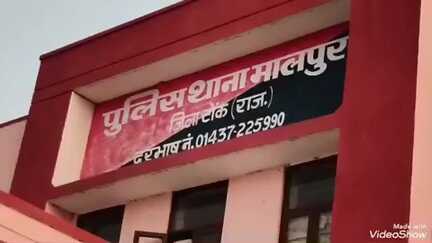 पुलिस थाना मालपुरा
जिला टोंक (राज.)
दूरभाष नं. 01437-225990
Made with
VideoShow